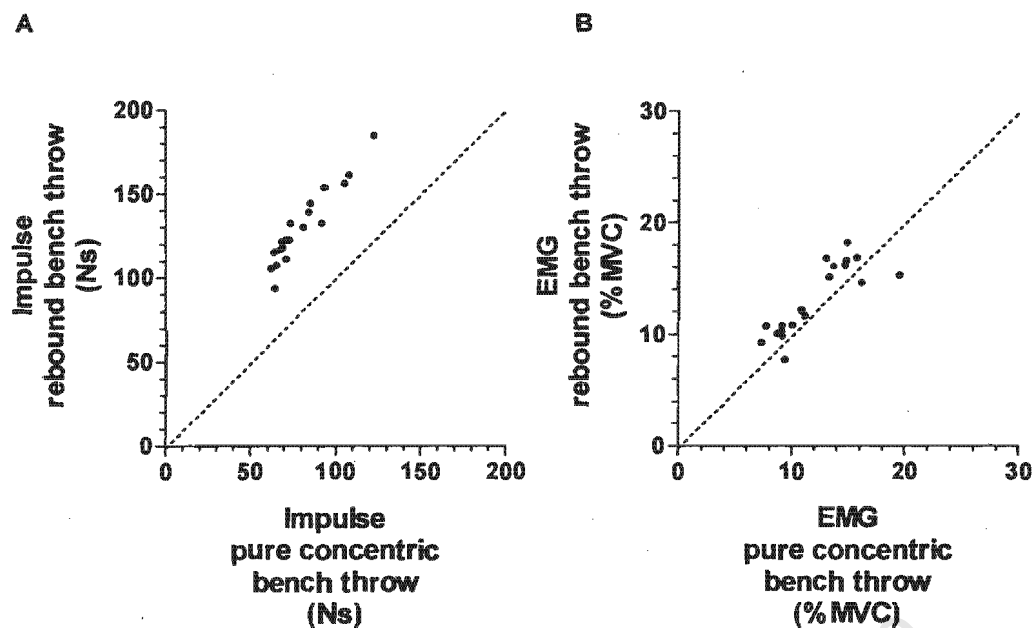 A
B
200
150
100
50
0
0
50
100
150
200
Impulse
rebound bench throw
(Ns)
Impulse
pure concentric
bench throw
(Ns)
30
20
10
0
0
10
20
30
EMG
rebound bench throw
(% MVC)
EMG
pure concentric
bench throw
(% MVC)